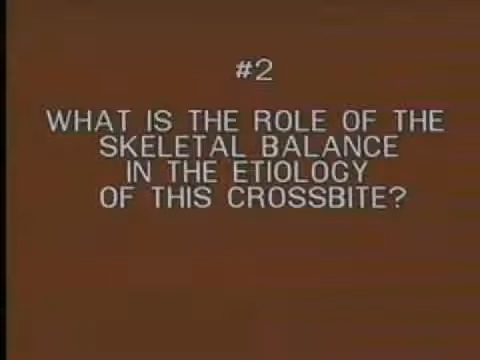 #2
WHAT IS THE ROLE OF THE
SKELETAL BALANCE
IN THE ETIOLOGY
OF THIS CROSSBITE?